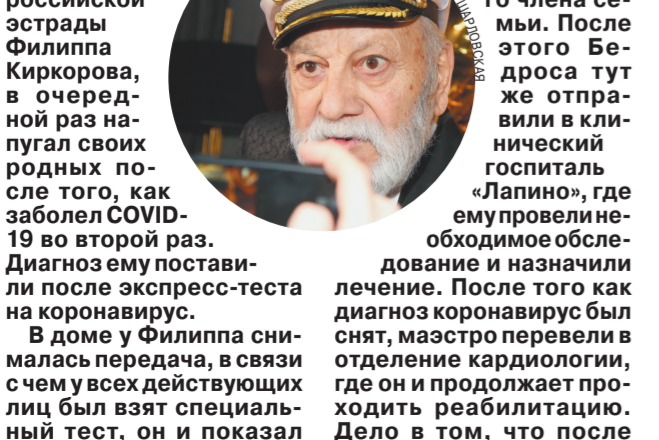 российской
эстрады
Филиппа
Киркорова,
в очеред-
ной раз на-
пугал своих
родных по-
сле того, как
заболел COVID-
19 во второй раз.
Диагноз ему постави-
ли после экспресс-теста
на коронавирус.
В доме у Филиппа сни-
малась передача, в связи
с чем у всех действующих
лиц был взят специаль-
ный тест, он и показал
го члена се-
мьи. После
этого Бе-
дроса тут
же отпра-
вили в кли-
нический
госпиталь
«Лапино», где
ему провели не-
обходимое обсле-
дование и назначили
лечение. После того как
диагноз коронавирус был
снят, маэстро перевели в
отделение кардиологии,
где он и продолжает про-
ходить реабилитацию.
Дело в том, что после